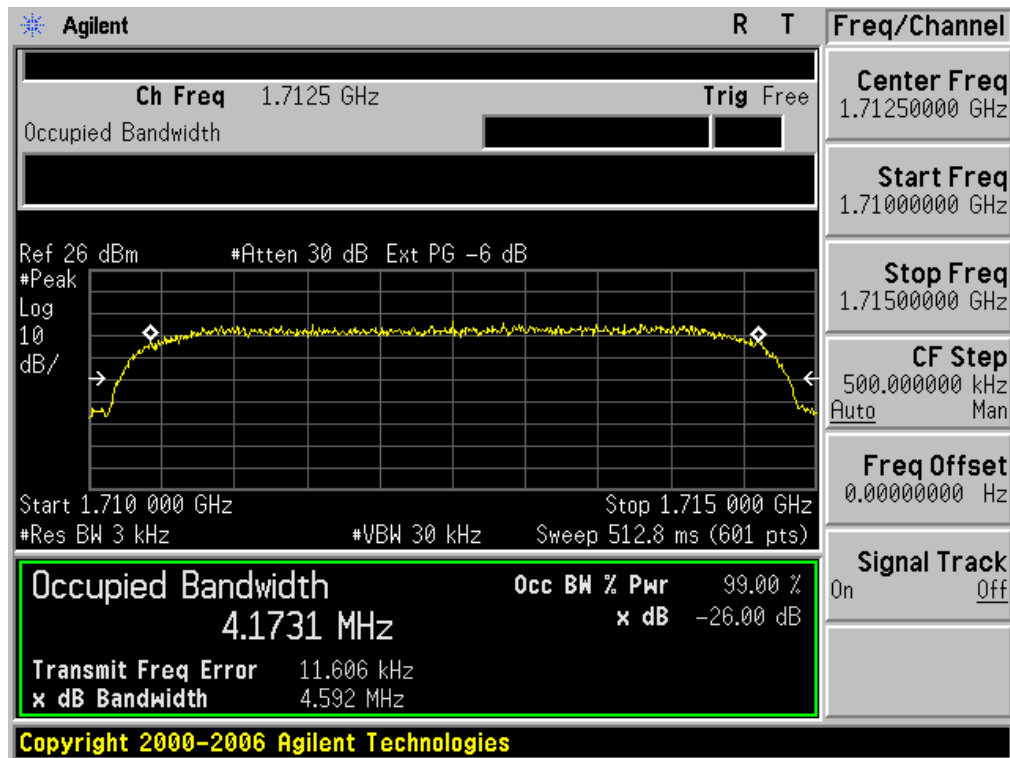 Agilent R T
Ch Freq 1.7125 GHz Trig Free
Occupied Bandwidth
Ref 26 dBm #Atten 30 dB Ext PG -6 dB
#Peak
Log
10
dB/
Start 1.710 000 GHz Stop 1.715 000 GHz
#Res BW 3 kHz #VBW 30 kHz Sweep 512.8 ms (601 pts)
Occupied Bandwidth Occ BW % Pwr 99.00 %
4.1731 MHz x dB -26.00 dB
Transmit Freq Error 11.606 kHz
x dB Bandwidth 4.592 MHz
Copyright 2000-2006 Agilent Technologies
Freq/Channel
Center Freq
1.71250000 GHz
Start Freq
1.71000000 GHz
Stop Freq
1.71500000 GHz
CF Step
500.000000 kHz
Auto Man
Freq Offset
0.00000000 Hz
Signal Track
On Off